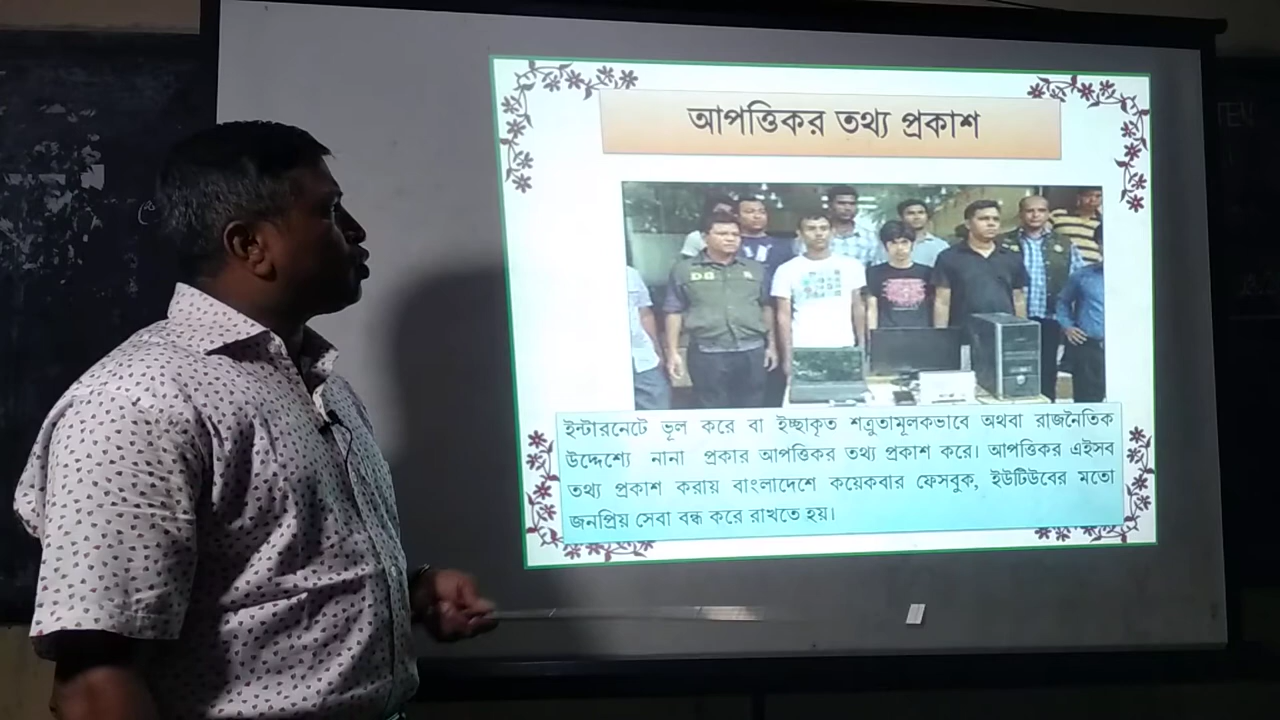 আপত্তিকর তথ্য প্রকাশ
DB
ইন্টারনেটে ভূল করে বা ইচ্ছাকৃত শত্রুতামূলকভাবে অথবা রাজনৈতিক
উদ্দেশ্যে নানা প্রকার আপত্তিকর তথ্য প্রকাশ করে। আপত্তিকর এইসব
তথ্য প্রকাশ করায় বাংলাদেশে কয়েকবার ফেসবুক, ইউটিউবের মতো
জনপ্রিয় সেবা বন্ধ করে রাখতে হয়।